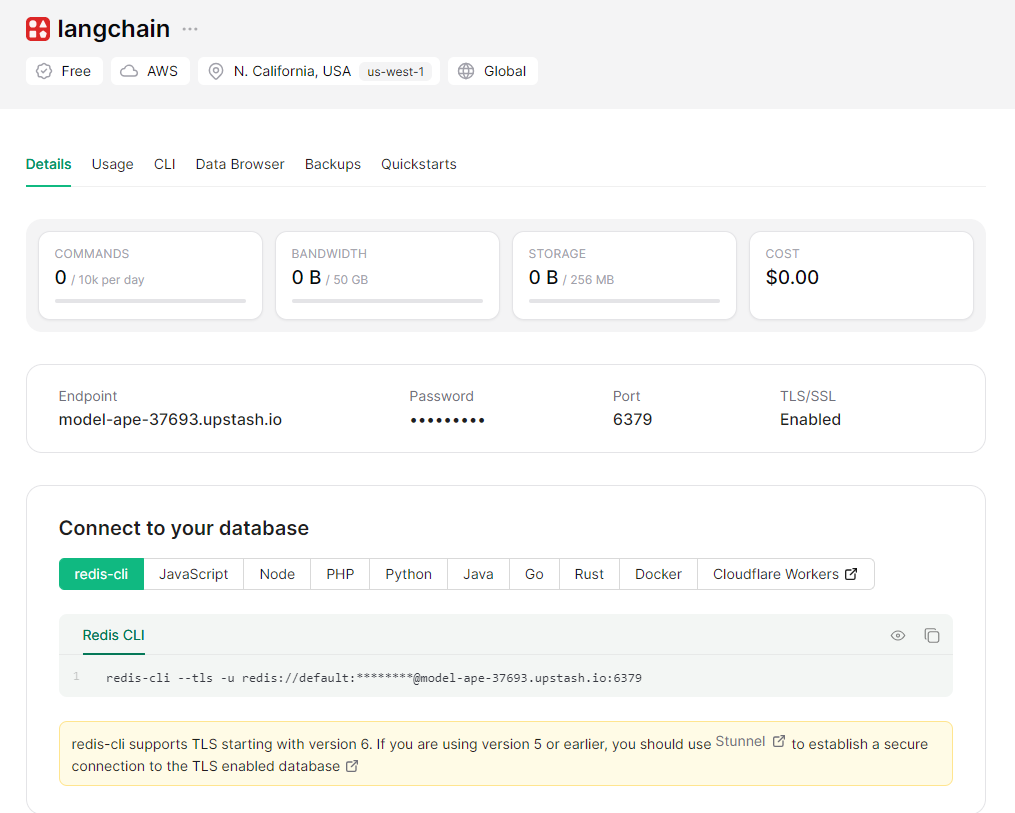 langchain ...
Free AWS N. California, USA us-west-1 Global
Details Usage CLI Data Browser Backups Quickstarts
COMMANDS BANDWIDTH STORAGE COST
0 / 10k per day 0 B / 50 GB 0 B / 256 MB $0.00
Endpoint Password Port TLS/SSL
model-ape-37693.upstash.io ••••••••• 6379 Enabled
Connect to your database
redis-cli JavaScript Node PHP Python Java Go Rust Docker Cloudflare Workers
Redis CLI
1 redis-cli --tls -u redis://default:********@model-ape-37693.upstash.io:6379
redis-cli supports TLS starting with version 6. If you are using version 5 or earlier, you should use Stunnel to establish a secure
connection to the TLS enabled database